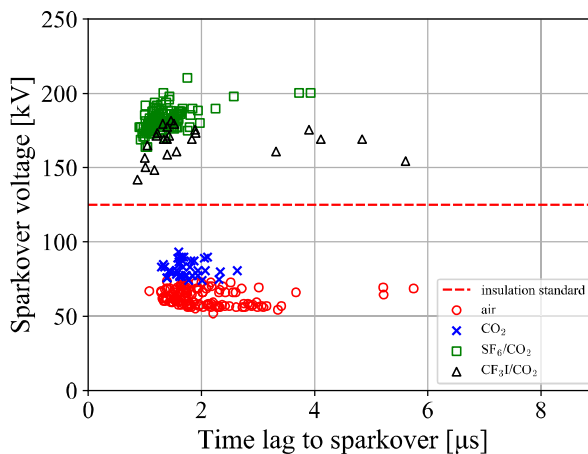 250
200
150
100
50
0
Sparkover voltage [kV]
insulation standard
air
CO₂
SF₆/CO₂
CF₃I/CO₂
0 2 4 6 8
Time lag to sparkover [μs]